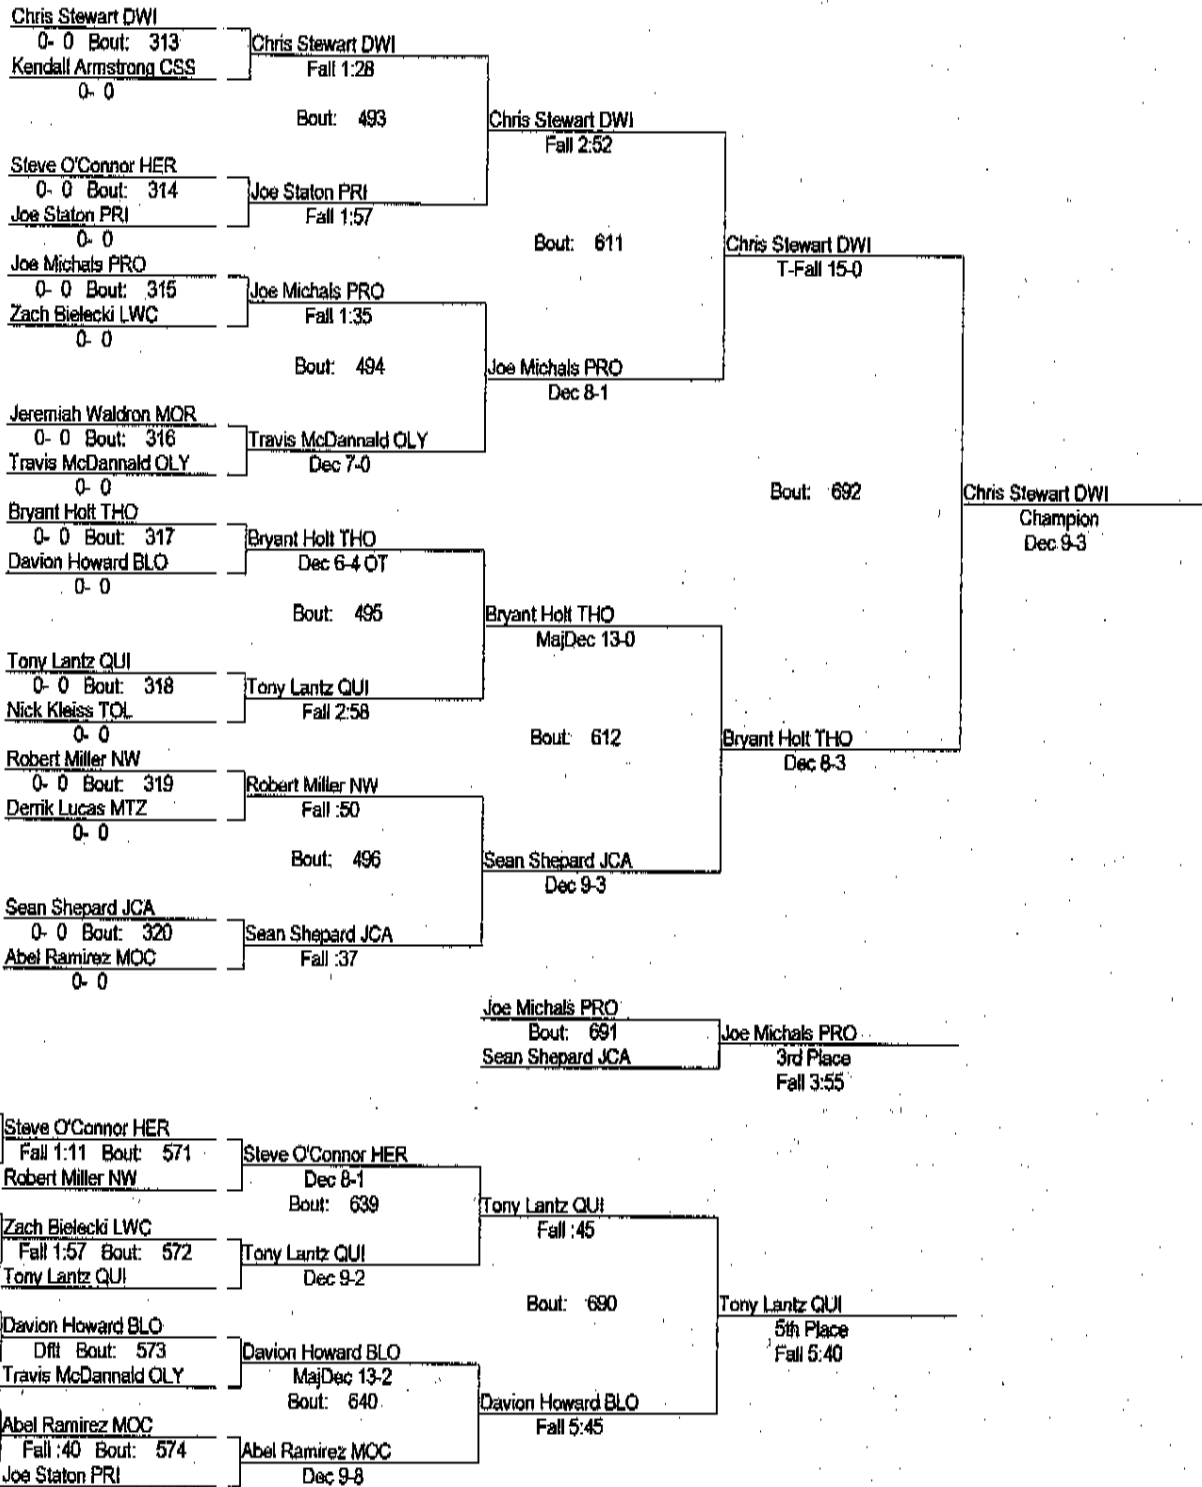 Chris Stewart DWI
0- 0 Bout: 313
Kendall Armstrong CSS
0- 0
Steve O'Connor HER
0- 0 Bout: 314
Joe Staton PRI
0- 0
Joe Michals PRO
0- 0 Bout: 315
Zach Bielecki LWC
0- 0
Jeremiah Waldron MOR
0- 0 Bout: 316
Travis McDannald OLY
0- 0
Bryant Holt THO
0- 0 Bout: 317
Davion Howard BLO
0- 0
Tony Lantz QUI
0- 0 Bout: 318
Nick Kleiss TOL
0- 0
Robert Miller NW
0- 0 Bout: 319
Derrik Lucas MTZ
0- 0
Sean Shepard JCA
0- 0 Bout: 320
Abel Ramirez MOC
0- 0
Chris Stewart DWI
Fall 1:28
Bout: 493
Joe Staton PRI
Fall 1:57
Joe Michals PRO
Fall 1:35
Bout: 494
Travis McDannald OLY
Dec 7-0
Bryant Holt THO
Dec 6-4 OT
Bout: 495
Tony Lantz QUI
Fall 2:58
Robert Miller NW
Fall :50
Bout: 496
Sean Shepard JCA
Fall :37
Chris Stewart DWI
Fall 2:52
Bout: 611
Joe Michals PRO
Dec 8-1
Bryant Holt THO
MajDec 13-0
Bout: 612
Sean Shepard JCA
Dec 9-3
Chris Stewart DWI
T-Fall 15-0
Bout: 692
Bryant Holt THO
Dec 8-3
Chris Stewart DWI
Champion
Dec 9-3
Joe Michals PRO
Bout: 691
Sean Shepard JCA
Joe Michals PRO
3rd Place
Fall 3:55
Steve O'Connor HER
Fall 1:11 Bout: 571
Robert Miller NW
Zach Bielecki LWC
Fall 1:57 Bout: 572
Tony Lantz QUI
Davion Howard BLO
Dflt Bout: 573
Travis McDannald OLY
Abel Ramirez MOC
Fall :40 Bout: 574
Joe Staton PRI
Steve O'Connor HER
Dec 8-1
Bout: 639
Tony Lantz QUI
Dec 9-2
Davion Howard BLO
MajDec 13-2
Bout: 640
Abel Ramirez MOC
Dec 9-8
Tony Lantz QUI
Fall :45
Bout: 690
Davion Howard BLO
Fall 5:45
Tony Lantz QUI
5th Place
Fall 5:40